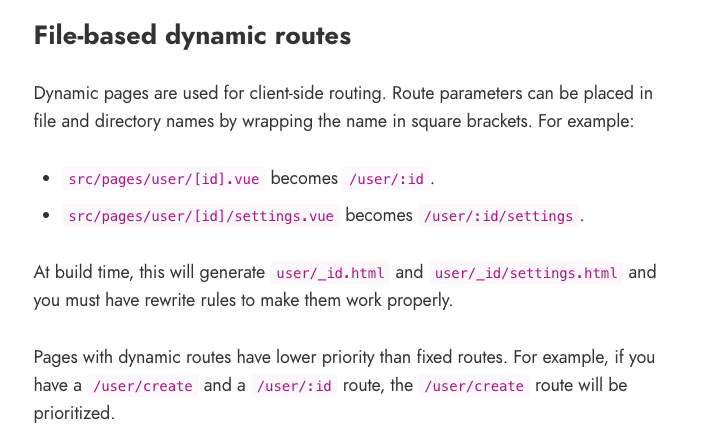 File-based dynamic routes
Dynamic pages are used for client-side routing. Route parameters can be placed in
file and directory names by wrapping the name in square brackets. For example:
• src/pages/user/[id].vue becomes /user/:id.
• src/pages/user/[id]/settings.vue becomes /user/:id/settings.
At build time, this will generate user/_id.html and user/_id/settings.html and
you must have rewrite rules to make them work properly.
Pages with dynamic routes have lower priority than fixed routes. For example, if you
have a /user/create and a /user/:id route, the /user/create route will be
prioritized.